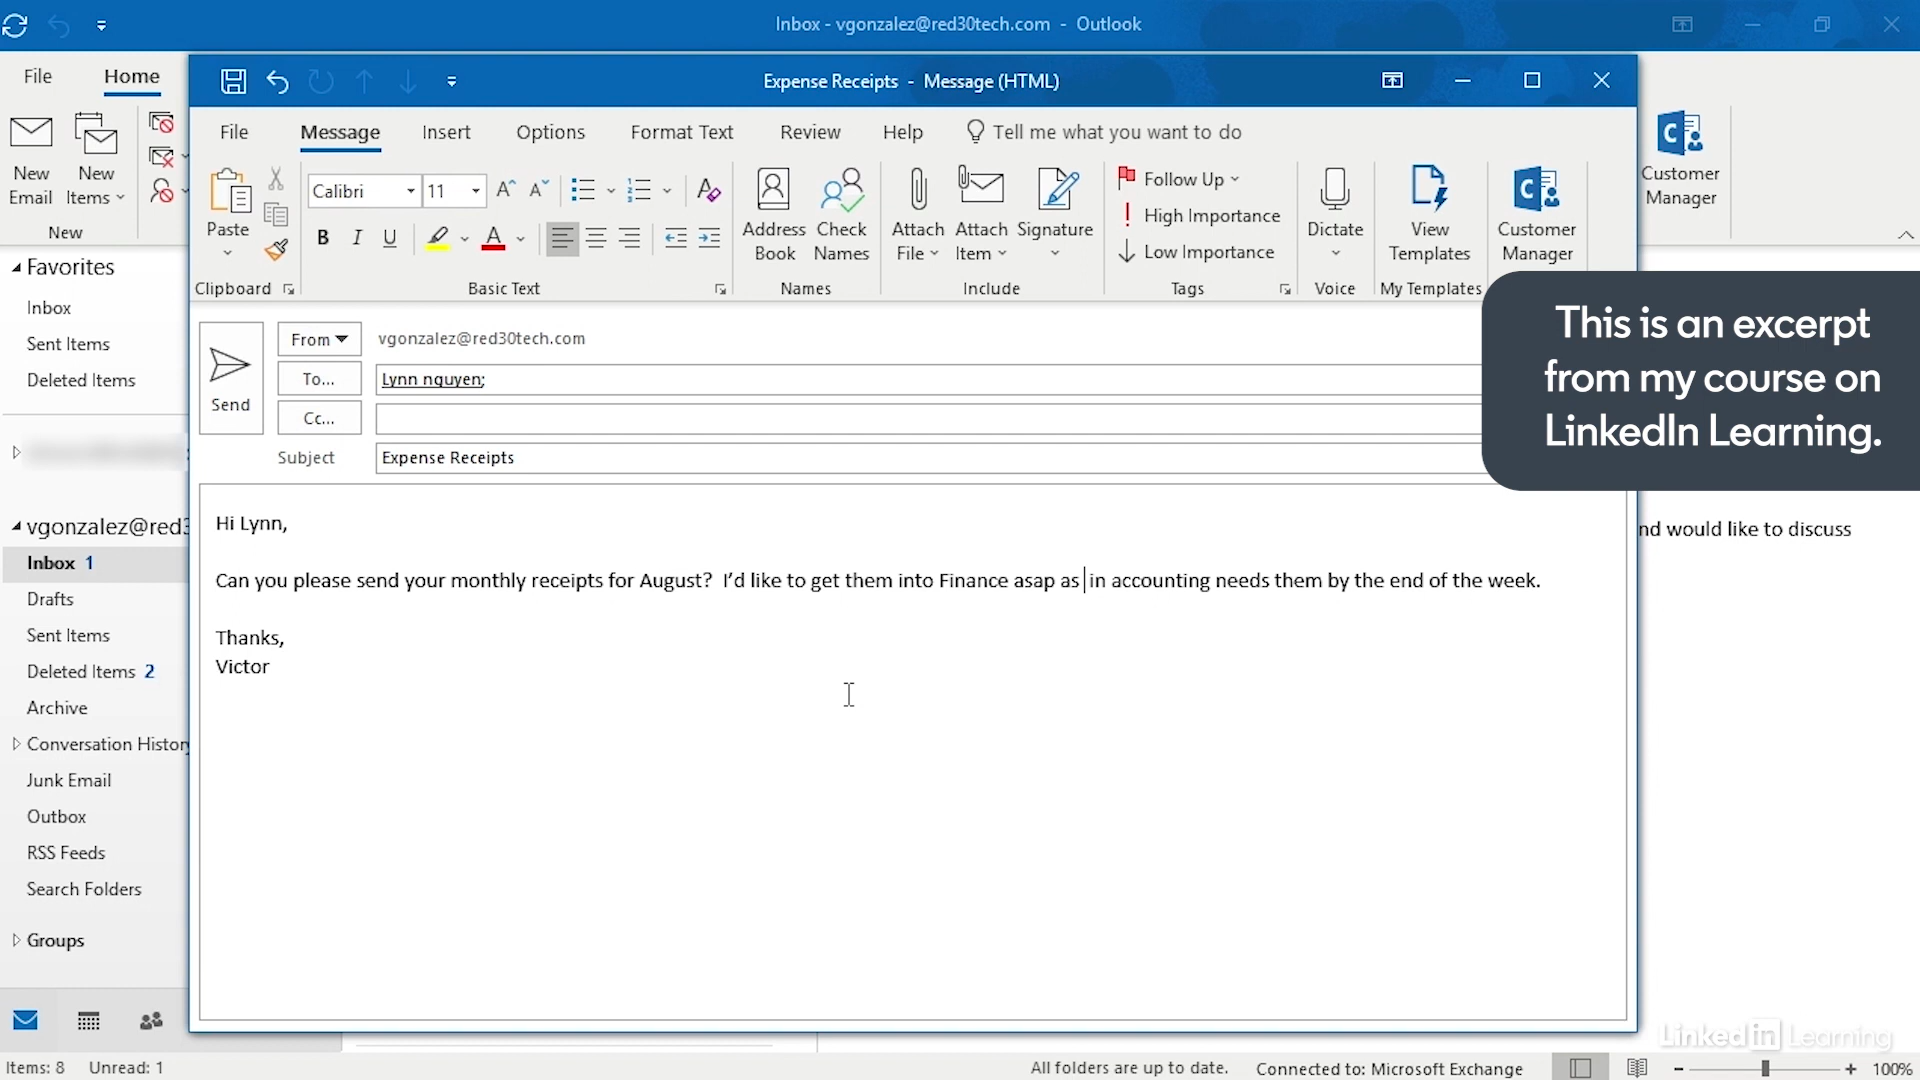 Inbox - vgonzalez@red30tech.com - Outlook
File Home
Expense Receipts - Message (HTML)
File Message Insert Options Format Text Review Help Tell me what you want to do
New Email
New Items
New
Paste
Clipboard
Calibri 11
B I U
Basic Text
Address Book
Check Names
Names
Attach File
Attach Item
Signature
Include
Follow Up
High Importance
Low Importance
Tags
Dictate
Voice
View Templates
My Templates
Customer Manager
Customer Manager
This is an excerpt
from my course on
LinkedIn Learning.
Favorites
Inbox
Sent Items
Deleted Items
vgonzalez@red3
Inbox 1
Drafts
Sent Items
Deleted Items 2
Archive
Conversation History
Junk Email
Outbox
RSS Feeds
Search Folders
Groups
Send
From vgonzalez@red30tech.com
To... Lynn nguyen;
Cc...
Subject Expense Receipts
Hi Lynn,
Can you please send your monthly receipts for August? I'd like to get them into Finance asap as in accounting needs them by the end of the week.
Thanks,
Victor
nd would like to discuss
LinkedIn Learning
Items: 8 Unread: 1
All folders are up to date. Connected to: Microsoft Exchange 100%